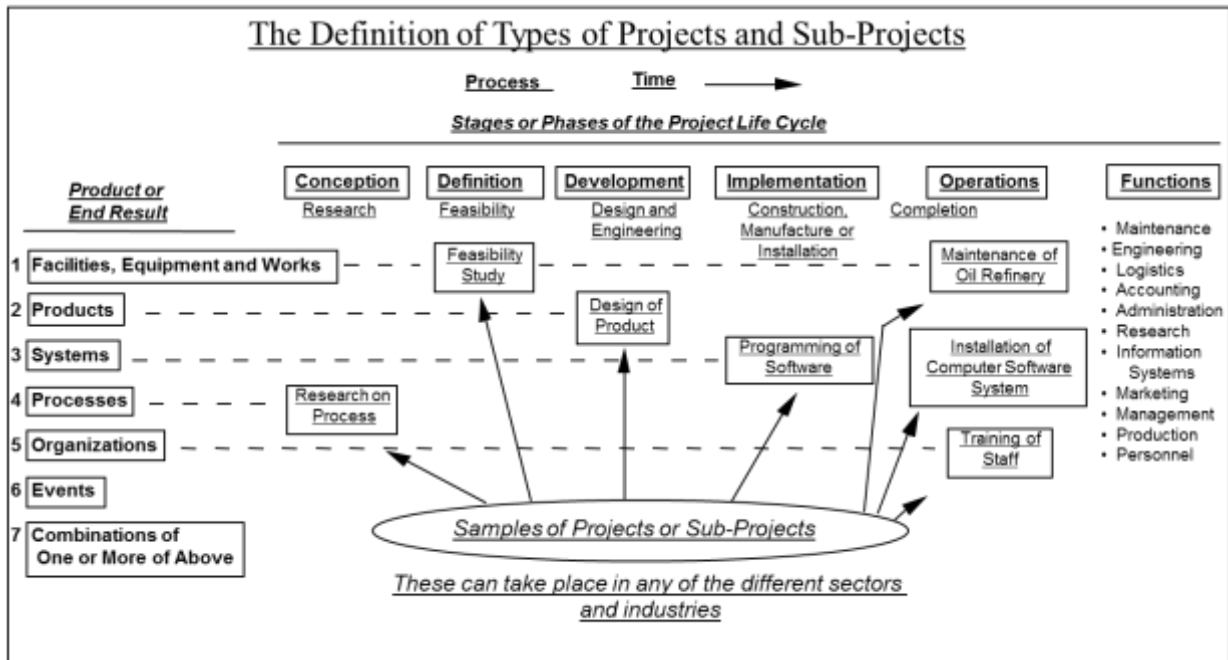 The Definition of Types of Projects and Sub-Projects
Process Time
Stages or Phases of the Project Life Cycle
Product or
End Result
Conception
Research
Definition
Feasibility
Development
Design and
Engineering
Implementation
Construction,
Manufacture or
Installation
Operations
Completion
Functions
• Maintenance
• Engineering
• Logistics
• Accounting
• Administration
• Research
• Information
Systems
• Marketing
• Management
• Production
• Personnel
1 Facilities, Equipment and Works
Feasibility
Study
Maintenance of
Oil Refinery
2 Products
Design of
Product
3 Systems
Programming of
Software
Installation of
Computer Software
System
4 Processes
Research on
Process
5 Organizations
Training of
Staff
6 Events
7 Combinations of
One or More of Above
Samples of Projects or Sub-Projects
These can take place in any of the different sectors
and industries